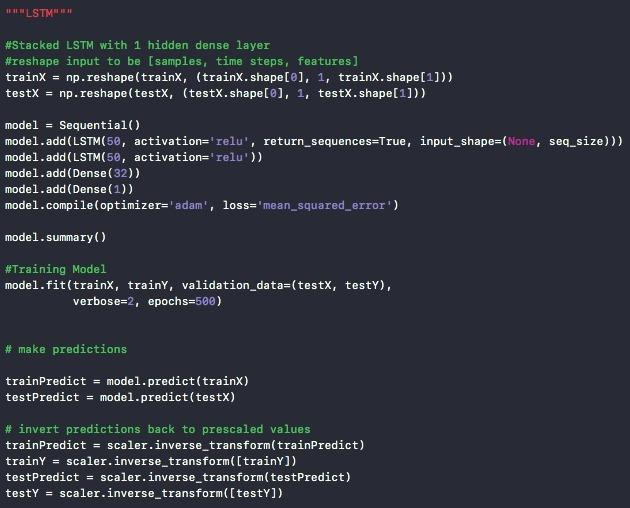 """LSTM"""
#Stacked LSTM with 1 hidden dense layer
#reshape input to be [samples, time steps, features]
trainX = np.reshape(trainX, (trainX.shape[0], 1, trainX.shape[1]))
testX = np.reshape(testX, (testX.shape[0], 1, testX.shape[1]))
model = Sequential()
model.add(LSTM(50, activation='relu', return_sequences=True, input_shape=(None, seq_size)))
model.add(LSTM(50, activation='relu'))
model.add(Dense(32))
model.add(Dense(1))
model.compile(optimizer='adam', loss='mean_squared_error')
model.summary()
#Training Model
model.fit(trainX, trainY, validation_data=(testX, testY),
          verbose=2, epochs=500)
# make predictions
trainPredict = model.predict(trainX)
testPredict = model.predict(testX)
# invert predictions back to prescaled values
trainPredict = scaler.inverse_transform(trainPredict)
trainY = scaler.inverse_transform([trainY])
testPredict = scaler.inverse_transform(testPredict)
testY = scaler.inverse_transform([testY])